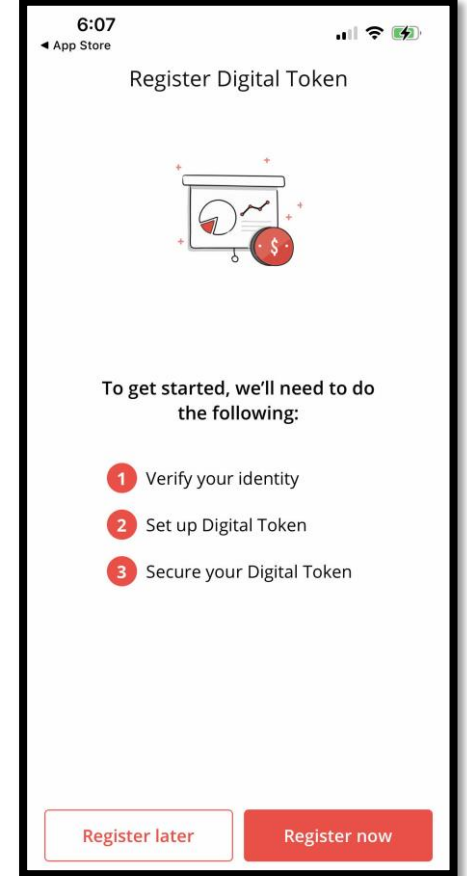 6:07
◀ App Store
Register Digital Token
$
To get started, we’ll need to do
the following:
1 Verify your identity
2 Set up Digital Token
3 Secure your Digital Token
Register later
Register now